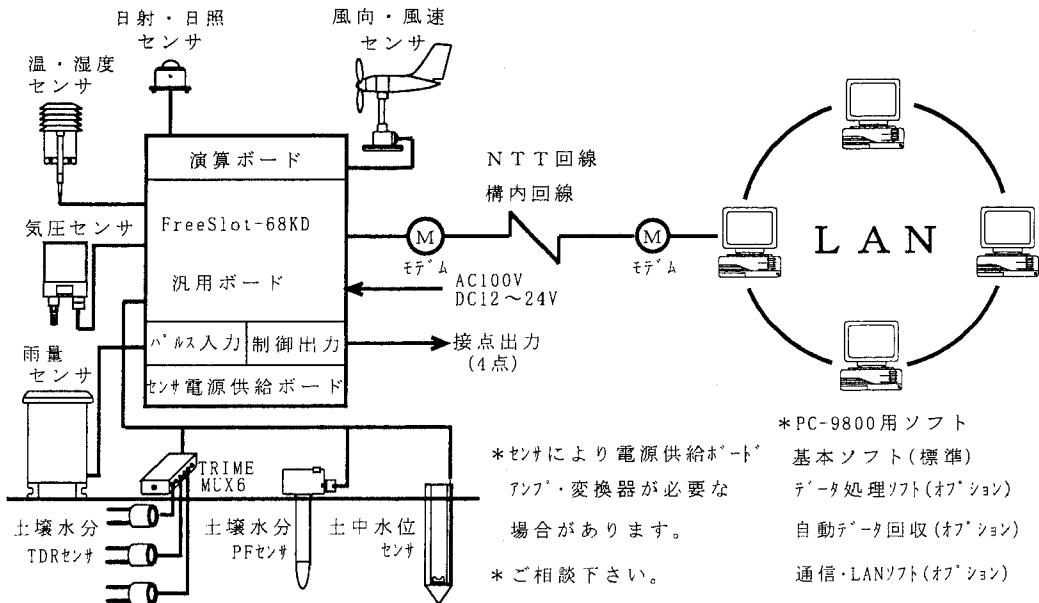 日射・日照
センサ
風向・風速
センサ
温・湿度
センサ
演算ボード
FreeSlot-68KD
汎用ボード
パルス入力
制御出力
センサ電源供給ボード
気圧センサ
雨量
センサ
NTT回線
構内回線
M
モデム
M
モデム
AC100V
DC12～24V
接点出力
(4点)
LAN
TRIME
MUX6
土壌水分
TDRセンサ
土壌水分
PFセンサ
土中水位
センサ
*センサにより電源供給ボード
アンプ・変換器が必要な
場合があります。
*ご相談下さい。
*PC-9800用ソフト
基本ソフト(標準)
データ処理ソフト(オプション)
自動データ回収(オプション)
通信・LANソフト(オプション)